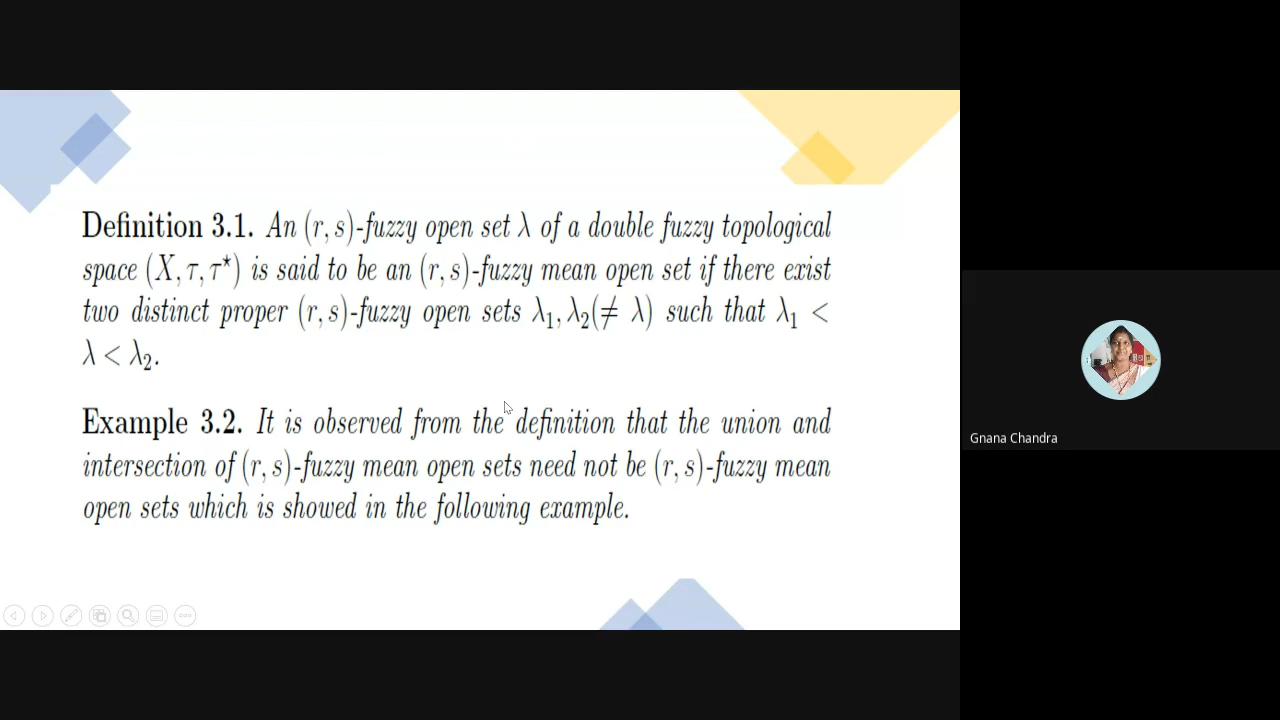 Definition 3.1. An (r, s)-fuzzy open set λ of a double fuzzy topological
space (X, τ, τ⋆) is said to be an (r, s)-fuzzy mean open set if there exist
two distinct proper (r, s)-fuzzy open sets λ₁, λ₂(≠ λ) such that λ₁ <
λ < λ₂.
Example 3.2. It is observed from the definition that the union and
intersection of (r, s)-fuzzy mean open sets need not be (r, s)-fuzzy mean
open sets which is showed in the following example.
Gnana Chandra